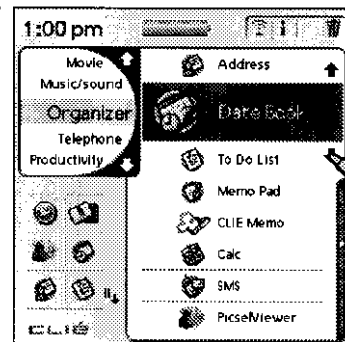 1:00 pm
Movie
Music/sound
Organizer
Telephone
Productivity
Address
Date Book
To Do List
Memo Pad
CLIE Memo
Calc
SMS
PicselViewer
CLIE